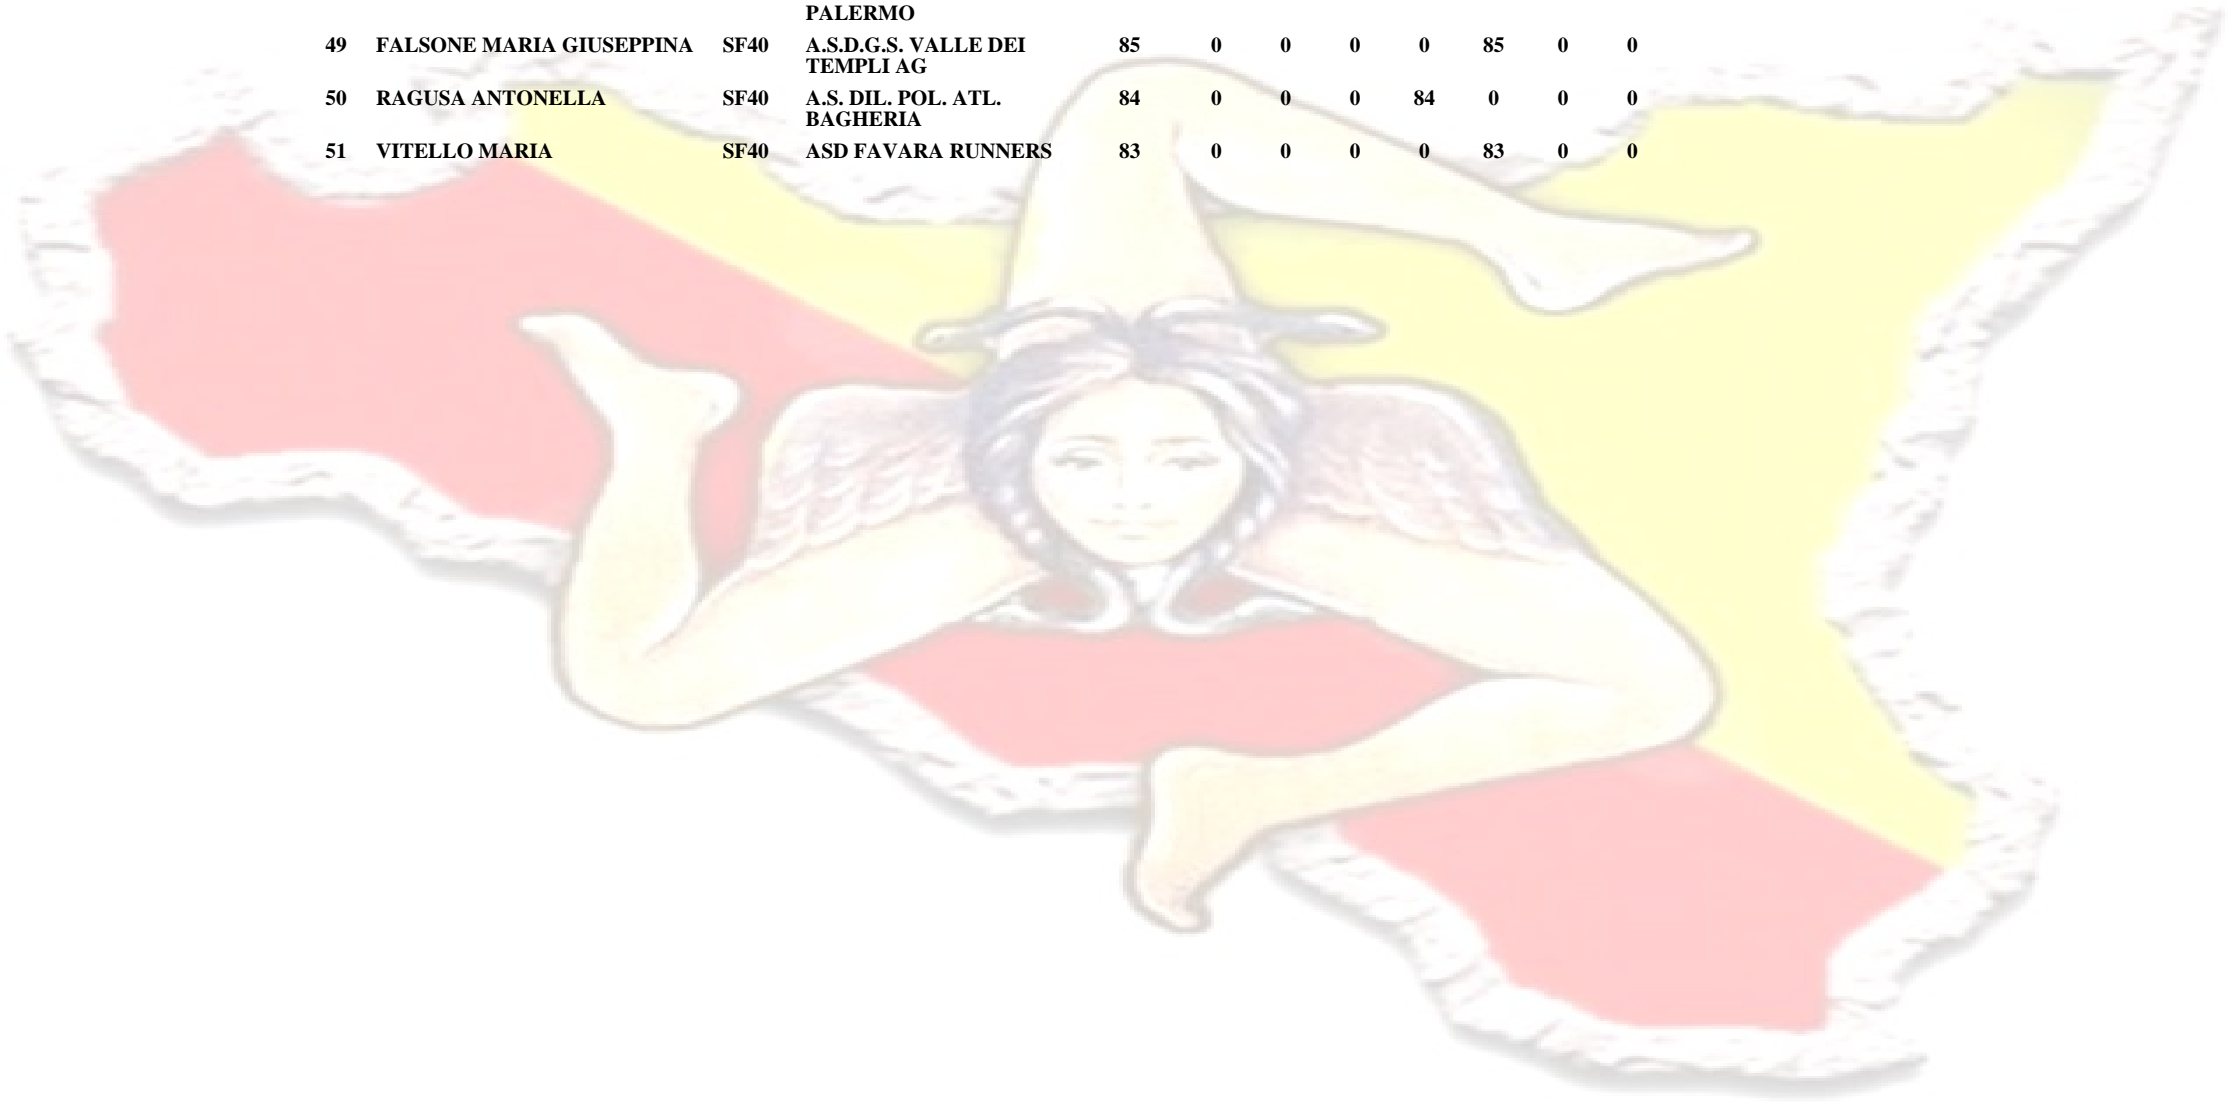 PALERMO
49 FALSONE MARIA GIUSEPPINA SF40 A.S.D.G.S. VALLE DEI 85 0 0 0 0 85 0 0
TEMPLI AG
50 RAGUSA ANTONELLA SF40 A.S. DIL. POL. ATL. 84 0 0 0 84 0 0 0
BAGHERIA
51 VITELLO MARIA SF40 ASD FAVARA RUNNERS 83 0 0 0 0 83 0 0